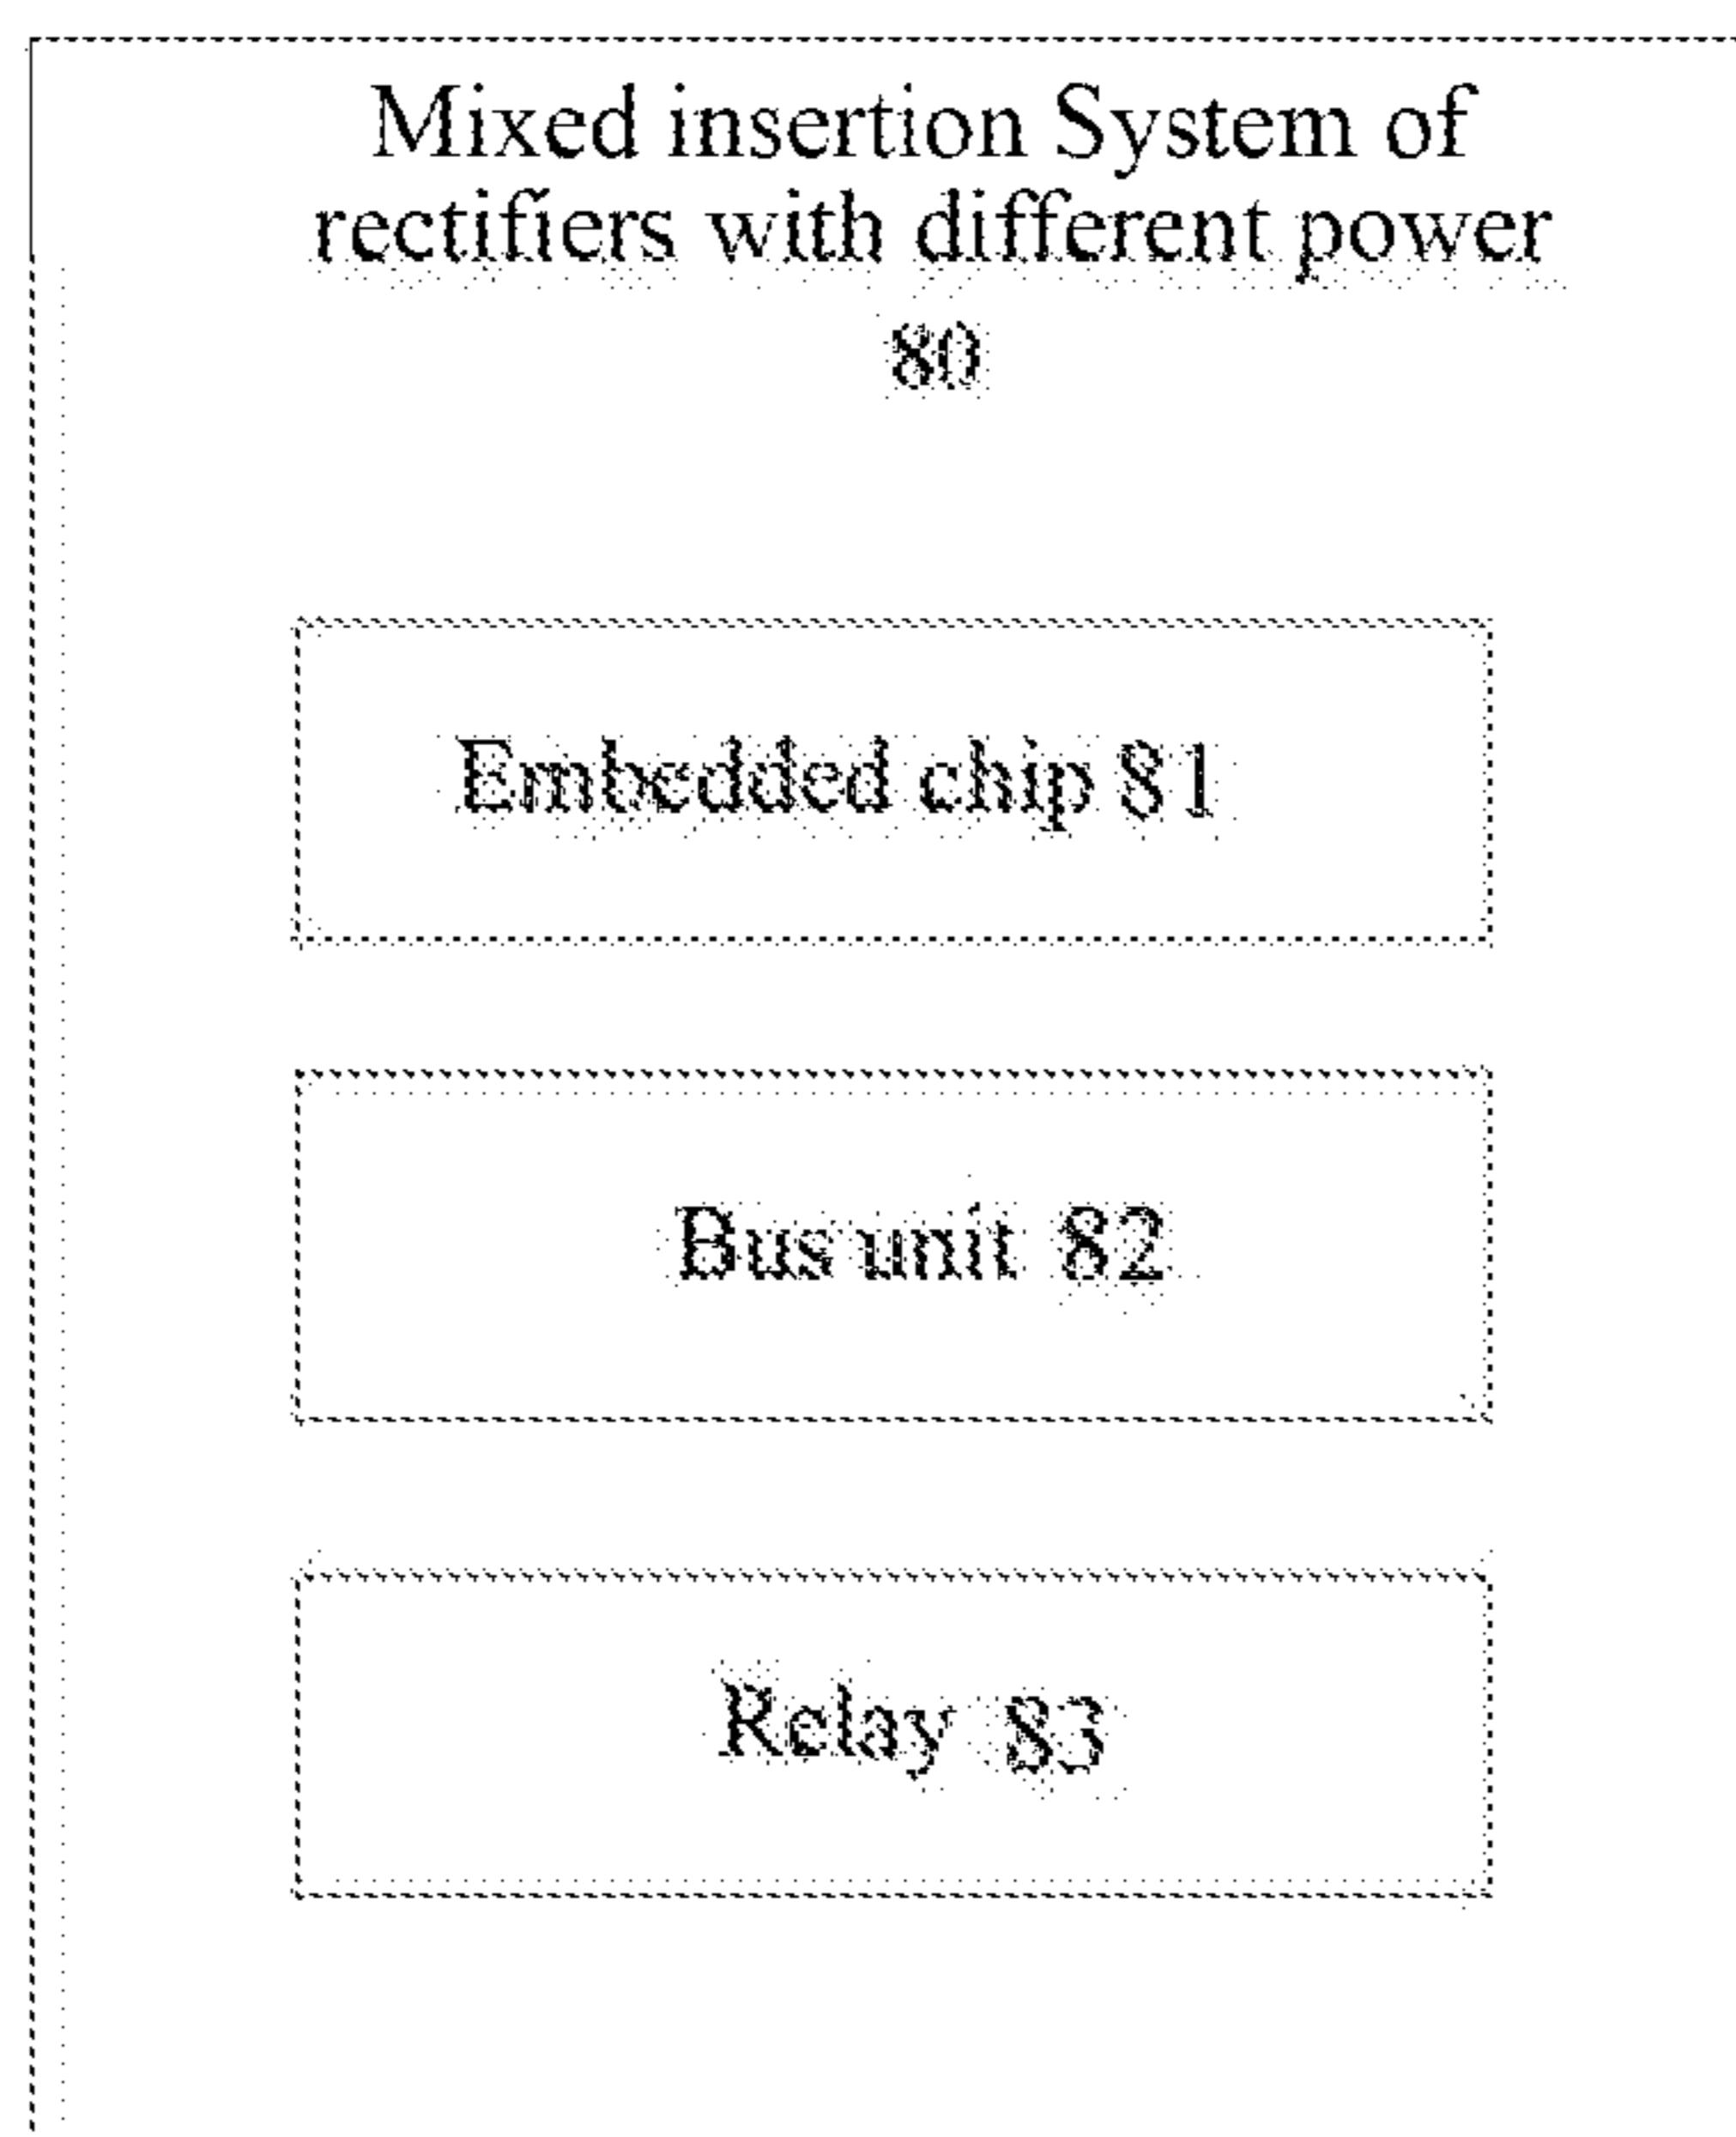 Mixed insertion System of
rectifiers with different power
80
Embedded chip 81
Bus unit 82
Relay 83